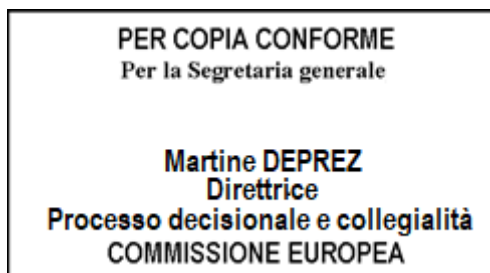 PER COPIA CONFORME
Per la Segretaria generale
Martine DEPREZ
Direttrice
Processo decisionale e collegialità
COMMISSIONE EUROPEA